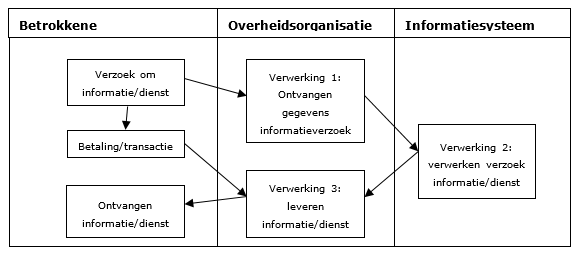 Betrokkene
Overheidsorganisatie
Informatiesysteem
Verzoek om
informatie/dienst
Verwerking 1:
Ontvangen
gegevens
informatieverzoek
Betaling/transactie
Verwerking 2:
verwerken verzoek
informatie/dienst
Verwerking 3:
leveren
informatie/dienst
Ontvangen
informatie/dienst